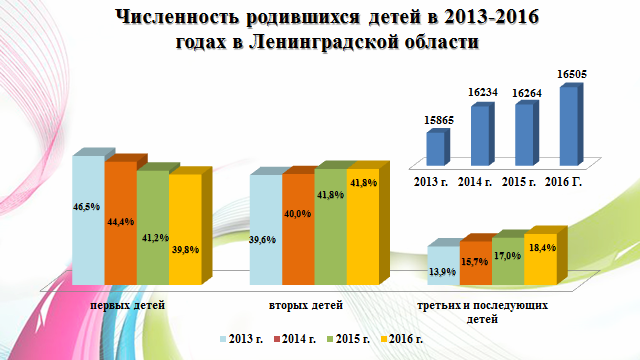 Численность родившихся детей в 2013-2016
годах в Ленинградской области
15865
16234
16264
16505
2013 г.
2014 г.
2015 г.
2016 Г.
46,5%
44,4%
41,2%
39,8%
39,6%
40,0%
41,8%
41,8%
13,9%
15,7%
17,0%
18,4%
первых детей
вторых детей
третьих и последующих
детей
2013 г.
2014 г.
2015 г.
2016 г.